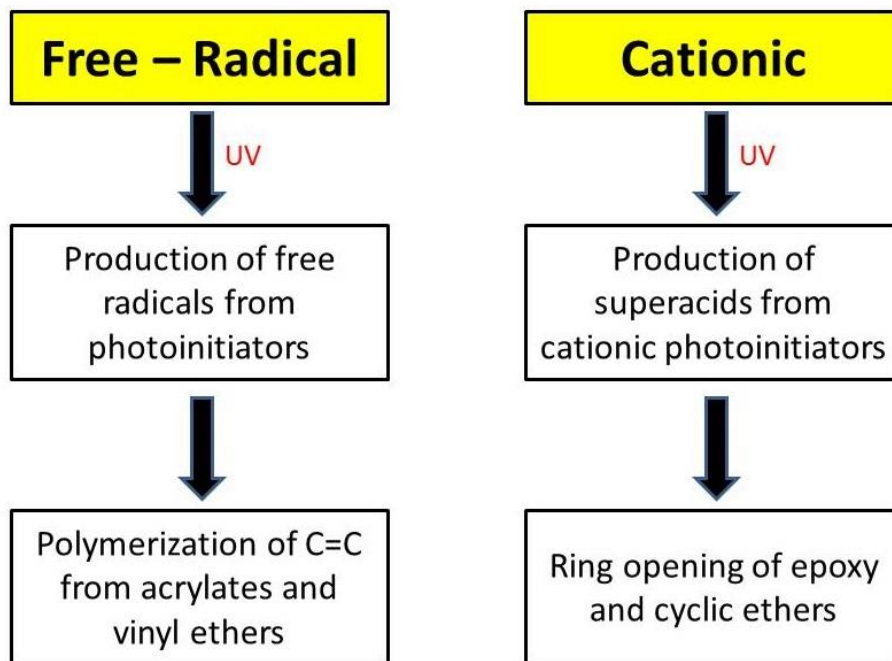 Free – Radical
UV
Production of free
radicals from
photoinitiators
Polymerization of C=C
from acrylates and
vinyl ethers
Cationic
UV
Production of
superacids from
cationic photoinitiators
Ring opening of epoxy
and cyclic ethers